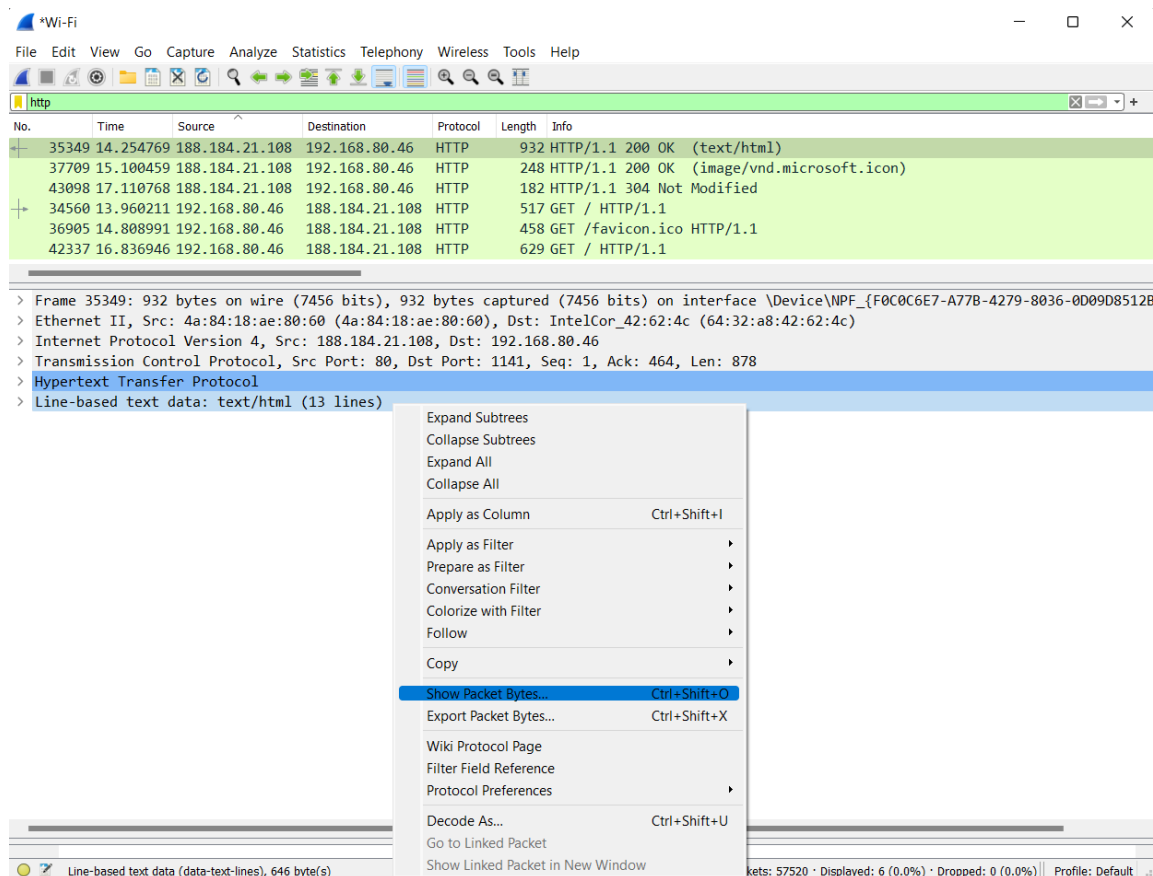 *Wi-Fi
File Edit View Go Capture Analyze Statistics Telephony Wireless Tools Help
http
No. Time Source Destination Protocol Length Info
35349 14.254769 188.184.21.108 192.168.80.46 HTTP 932 HTTP/1.1 200 OK (text/html)
37709 15.100459 188.184.21.108 192.168.80.46 HTTP 248 HTTP/1.1 200 OK (image/vnd.microsoft.icon)
43098 17.110768 188.184.21.108 192.168.80.46 HTTP 182 HTTP/1.1 304 Not Modified
34560 13.960211 192.168.80.46 188.184.21.108 HTTP 517 GET / HTTP/1.1
36905 14.808991 192.168.80.46 188.184.21.108 HTTP 458 GET /favicon.ico HTTP/1.1
42337 16.836946 192.168.80.46 188.184.21.108 HTTP 629 GET / HTTP/1.1
Frame 35349: 932 bytes on wire (7456 bits), 932 bytes captured (7456 bits) on interface \Device\NPF_{F0C0C6E7-A77B-4279-8036-0D09D8512B
Ethernet II, Src: 4a:84:18:ae:80:60 (4a:84:18:ae:80:60), Dst: IntelCor_42:62:4c (64:32:a8:42:62:4c)
Internet Protocol Version 4, Src: 188.184.21.108, Dst: 192.168.80.46
Transmission Control Protocol, Src Port: 80, Dst Port: 1141, Seq: 1, Ack: 464, Len: 878
Hypertext Transfer Protocol
Line-based text data: text/html (13 lines)
Expand Subtrees
Collapse Subtrees
Expand All
Collapse All
Apply as Column Ctrl+Shift+I
Apply as Filter
Prepare as Filter
Conversation Filter
Colorize with Filter
Follow
Copy
Show Packet Bytes... Ctrl+Shift+O
Export Packet Bytes... Ctrl+Shift+X
Wiki Protocol Page
Filter Field Reference
Protocol Preferences
Decode As... Ctrl+Shift+U
Go to Linked Packet
Show Linked Packet in New Window
Line-based text data (data-text-lines), 646 byte(s) kets: 57520 · Displayed: 6 (0.0%) · Dropped: 0 (0.0%) Profile: Default